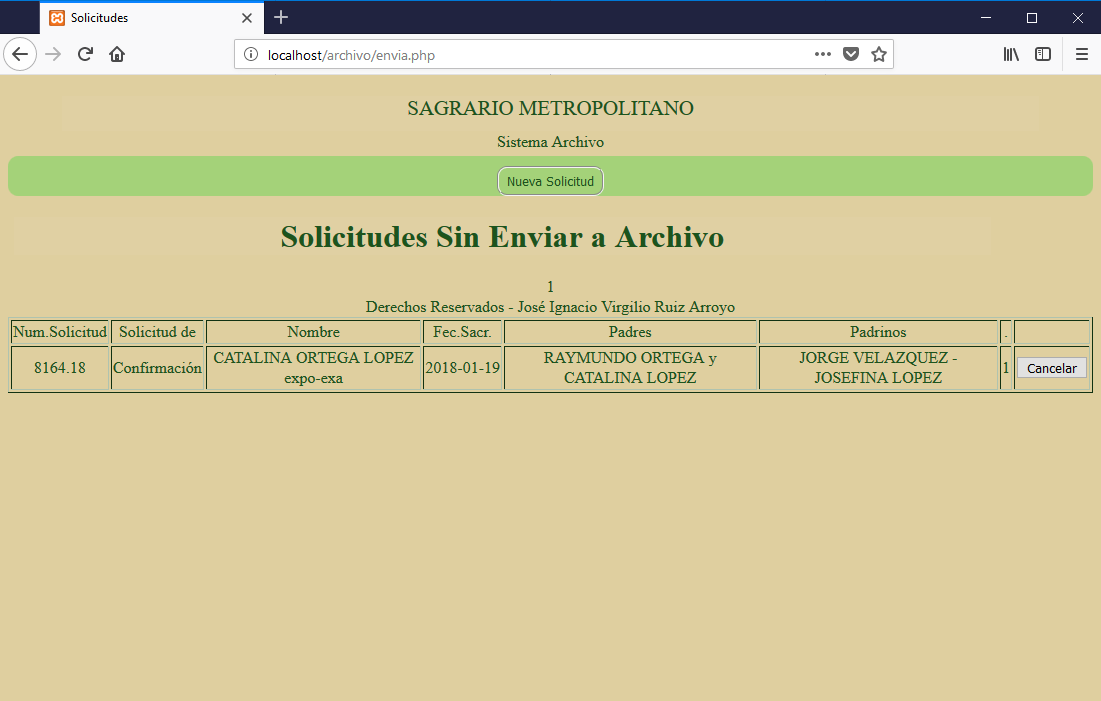 Solicitudes
localhost/archivo/envia.php
SAGRARIO METROPOLITANO
Sistema Archivo
Nueva Solicitud
Solicitudes Sin Enviar a Archivo
1
Derechos Reservados - José Ignacio Virgilio Ruiz Arroyo
Num.Solicitud Solicitud de Nombre Fec.Sacr. Padres Padrinos .
8164.18 Confirmación CATALINA ORTEGA LOPEZ expo-exa 2018-01-19 RAYMUNDO ORTEGA y CATALINA LOPEZ JORGE VELAZQUEZ - JOSEFINA LOPEZ 1 Cancelar